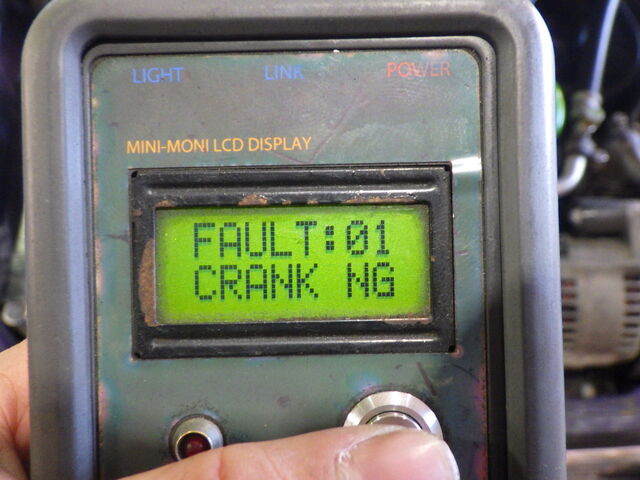 LIGHT LINK POWER
MINI-MONI LCD DISPLAY
FAULT:01
CRANK NG